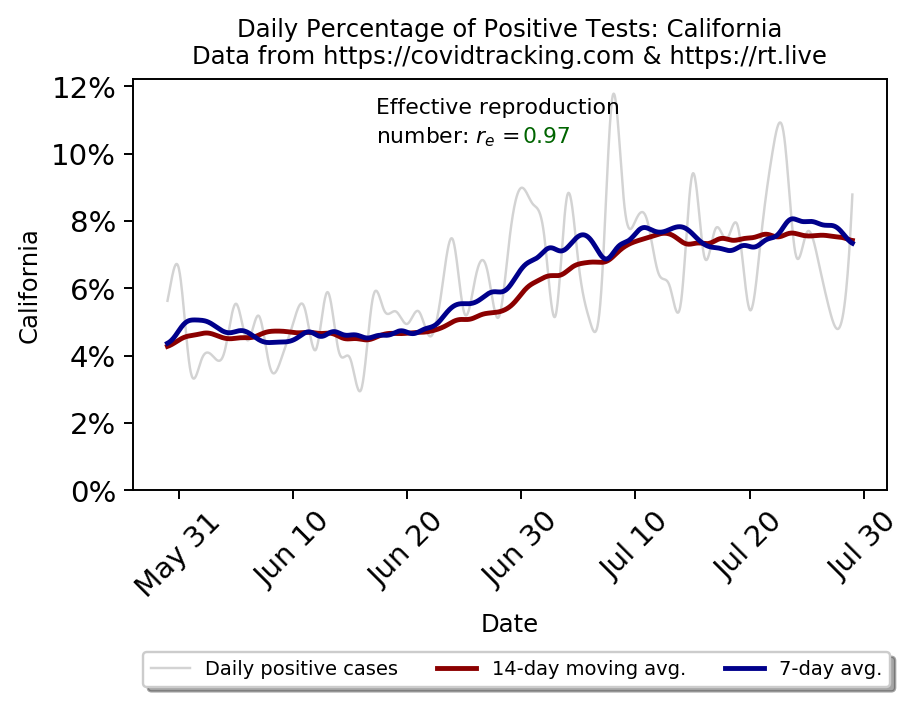 Daily Percentage of Positive Tests: California
Data from https://covidtracking.com & https://rt.live
Effective reproduction
number: rₑ =0.97
12%
10%
8%
6%
4%
2%
0%
California
May 31
Jun 10
Jun 20
Jun 30
Jul 10
Jul 20
Jul 30
Date
Daily positive cases
14-day moving avg.
7-day avg.